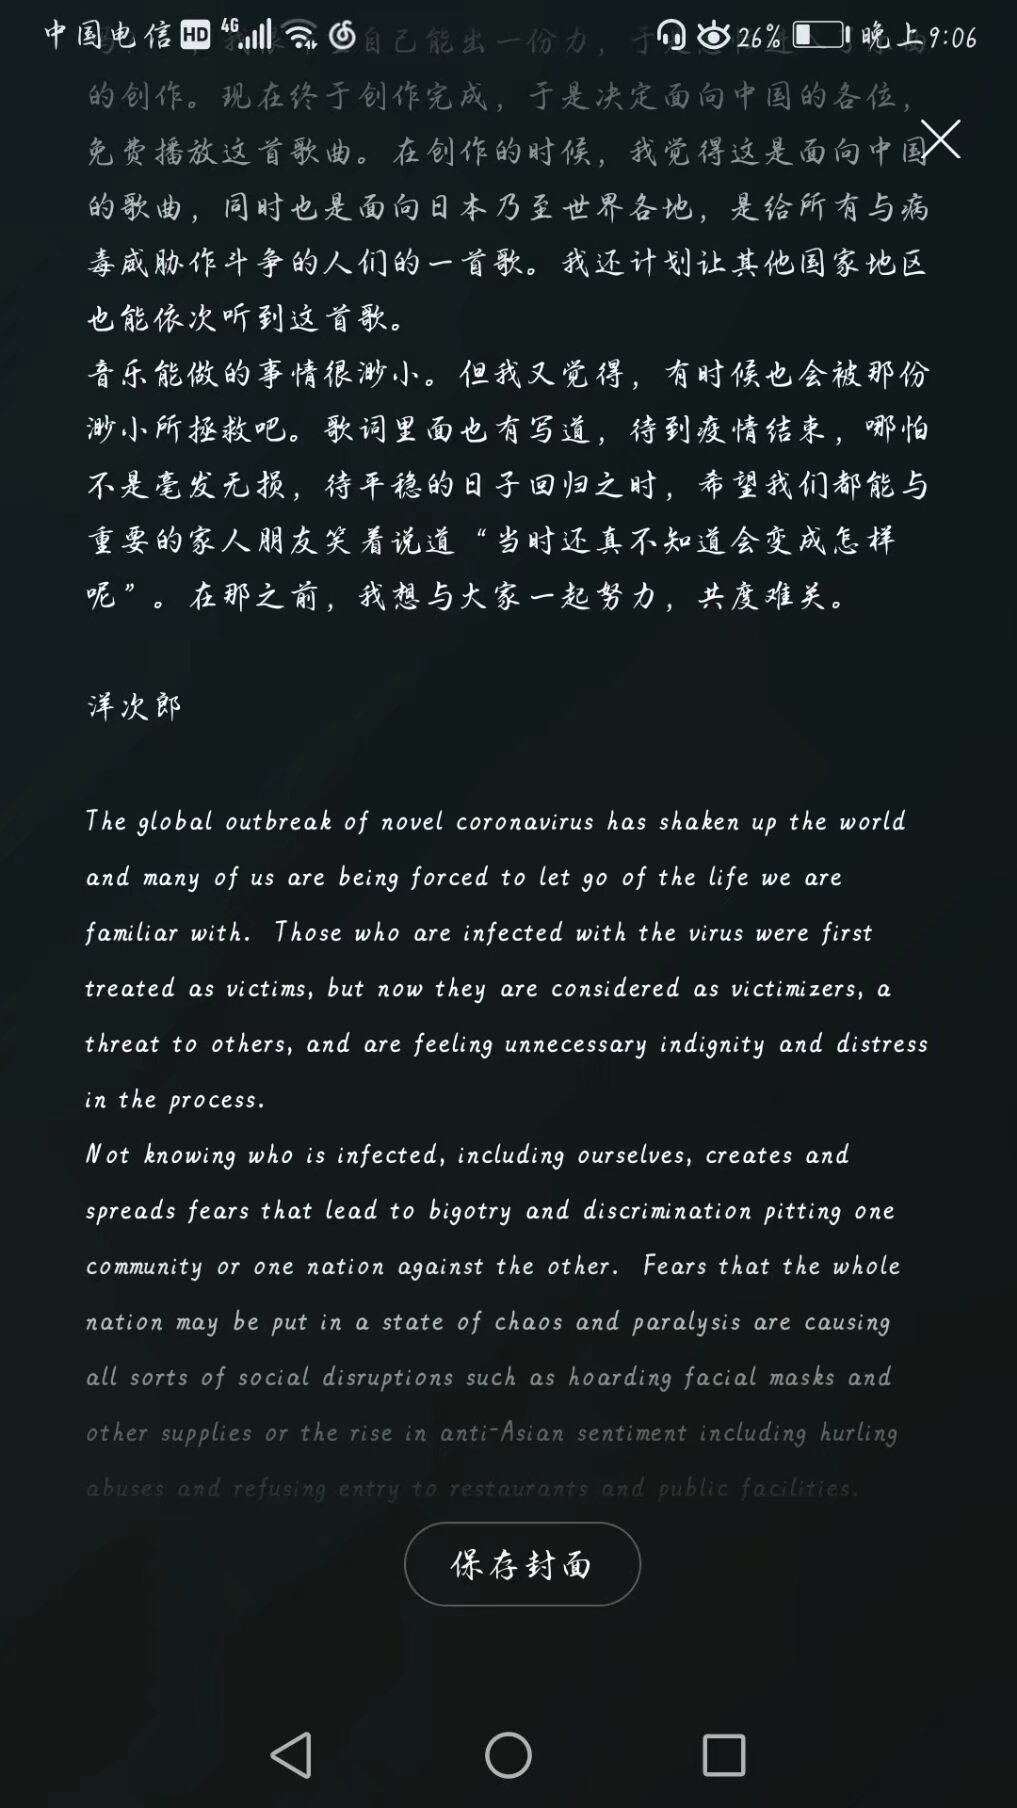 中国电信 HD 4G 26% 晚上9:06
自己能出一份力，于
的创作。现在终于创作完成，于是决定面向中国的各位，
免费播放这首歌曲。在创作的时候，我觉得这是面向中国
的歌曲，同时也是面向日本乃至世界各地，是给所有与病
毒威胁作斗争的人们的一首歌。我还计划让其他国家地区
也能依次听到这首歌。
音乐能做的事情很渺小。但我又觉得，有时候也会被那份
渺小所拯救吧。歌词里面也有写道，待到疫情结束，哪怕
不是毫发无损，待平稳的日子回归之时，希望我们都能与
重要的家人朋友笑着说道“当时还真不知道会变成怎样
呢”。在那之前，我想与大家一起努力，共度难关。
洋次郎
The global outbreak of novel coronavirus has shaken up the world
and many of us are being forced to let go of the life we are
familiar with. Those who are infected with the virus were first
treated as victims, but now they are considered as victimizers, a
threat to others, and are feeling unnecessary indignity and distress
in the process.
Not knowing who is infected, including ourselves, creates and
spreads fears that lead to bigotry and discrimination pitting one
community or one nation against the other. Fears that the whole
nation may be put in a state of chaos and paralysis are causing
all sorts of social disruptions such as hoarding facial masks and
other supplies or the rise in anti-Asian sentiment including hurling
abuses and refusing entry to restaurants and public facilities.
保存封面